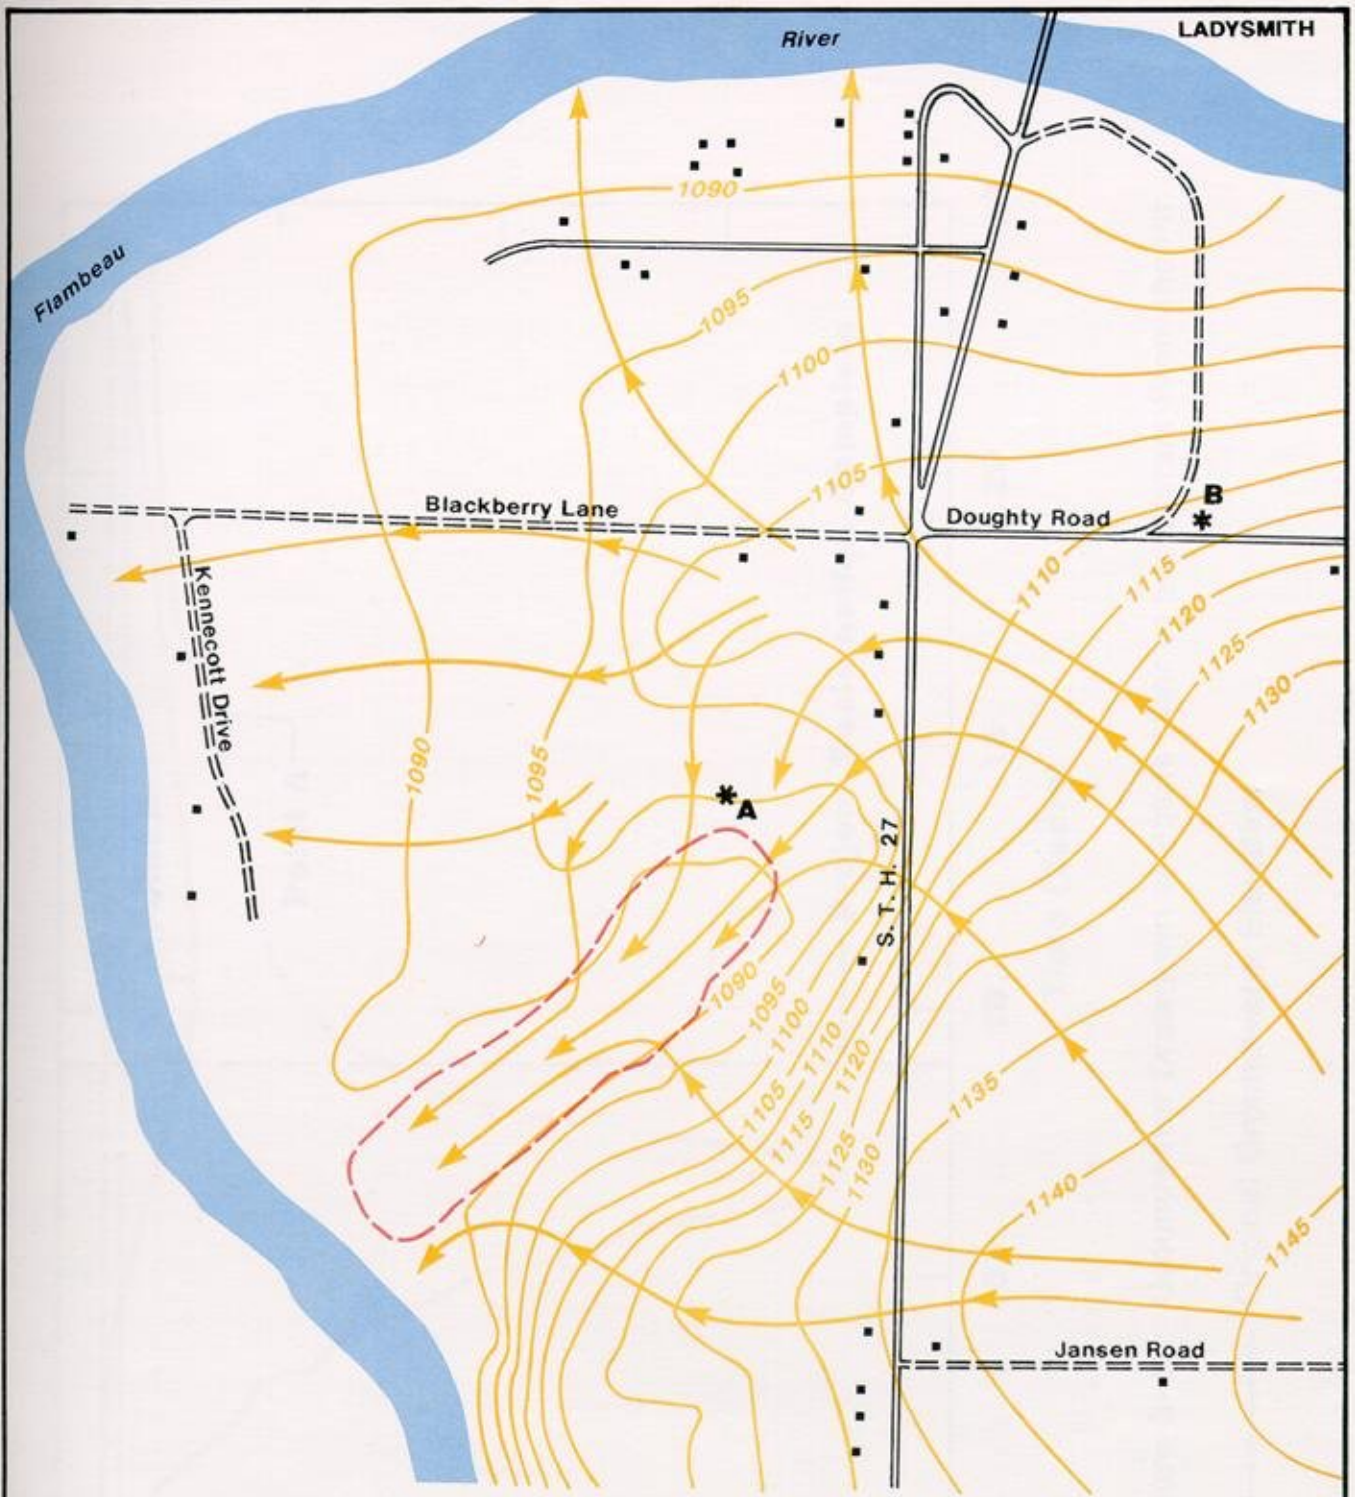 LADYSMITH
River
Flambeau
1090
1095
1100
1105
Blackberry Lane
Doughty Road
B
Kennecott Drive
1110
1115
1120
1125
1130
1090
1095
A
S. T. H. 27
1090
1095
1100
1105
1110
1115
1120
1125
1130
1135
1140
1145
Jansen Road